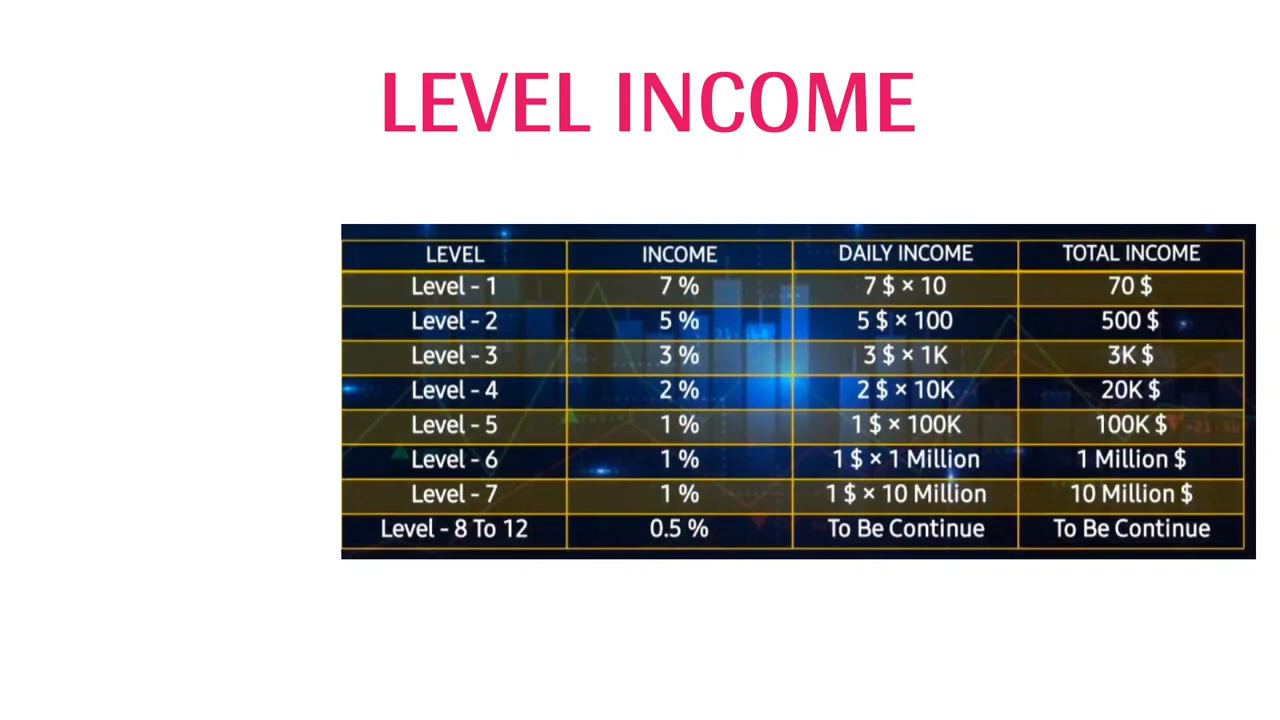 LEVEL INCOME
LEVEL INCOME DAILY INCOME TOTAL INCOME
Level - 1 7 % 7 $ × 10 70 $
Level - 2 5 % 5 $ × 100 500 $
Level - 3 3 % 3 $ × 1K 3K $
Level - 4 2 % 2 $ × 10K 20K $
Level - 5 1 % 1 $ × 100K 100K $
Level - 6 1 % 1 $ × 1 Million 1 Million $
Level - 7 1 % 1 $ × 10 Million 10 Million $
Level - 8 To 12 0.5 % To Be Continue To Be Continue